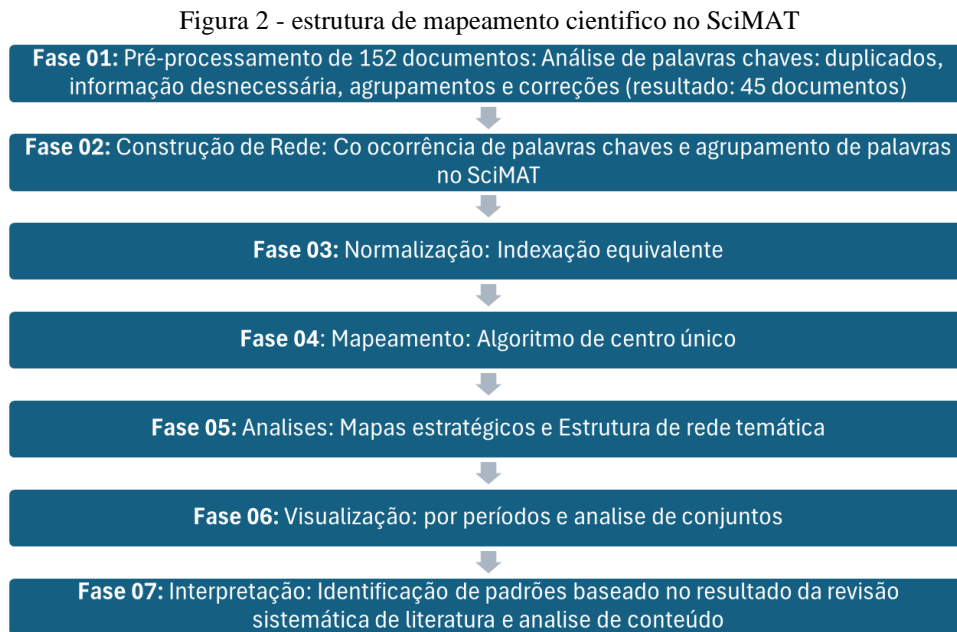 Figura 2 - estrutura de mapeamento cientifico no SciMAT
Fase 01: Pré-processamento de 152 documentos: Análise de palavras chaves: duplicados,
informação desnecessária, agrupamentos e correções (resultado: 45 documentos)
Fase 02: Construção de Rede: Co ocorrência de palavras chaves e agrupamento de palavras
no SciMAT
Fase 03: Normalização: Indexação equivalente
Fase 04: Mapeamento: Algoritmo de centro único
Fase 05: Analises: Mapas estratégicos e Estrutura de rede temática
Fase 06: Visualização: por períodos e analise de conjuntos
Fase 07: Interpretação: Identificação de padrões baseado no resultado da revisão
sistemática de literatura e analise de conteúdo